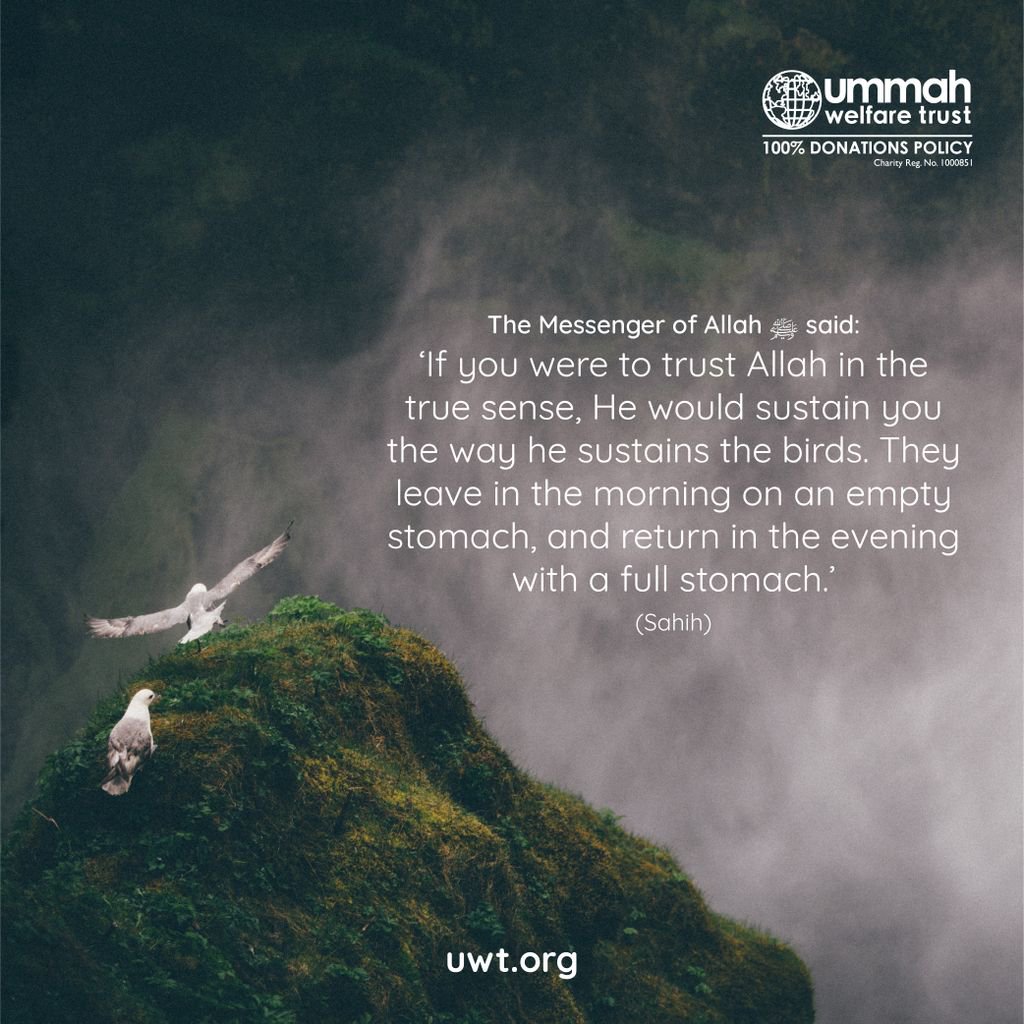 ummah
welfare trust
100% DONATIONS POLICY
Charity Reg. No. 1000851
The Messenger of Allah ﷺ said:
‘If you were to trust Allah in the
true sense, He would sustain you
the way he sustains the birds. They
leave in the morning on an empty
stomach, and return in the evening
with a full stomach.’
(Sahih)
uwt.org